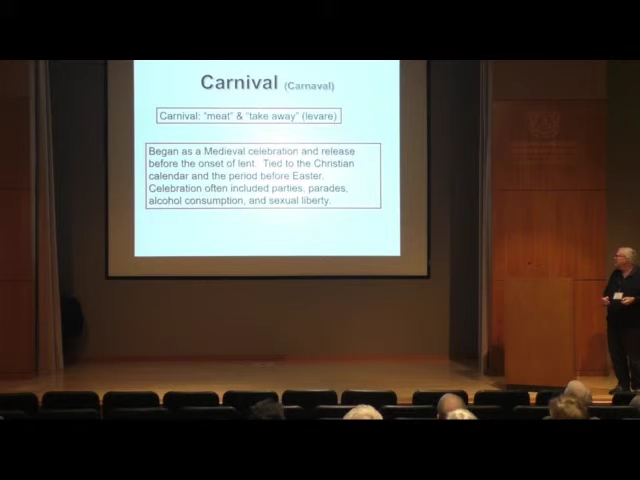 Carnival (Carnaval)
Carnival: "meat" & "take away" (levare)
Began as a Medieval celebration and release
before the onset of lent. Tied to the Christian
calendar and the period before Easter.
Celebration often included parties, parades,
alcohol consumption, and sexual liberty.